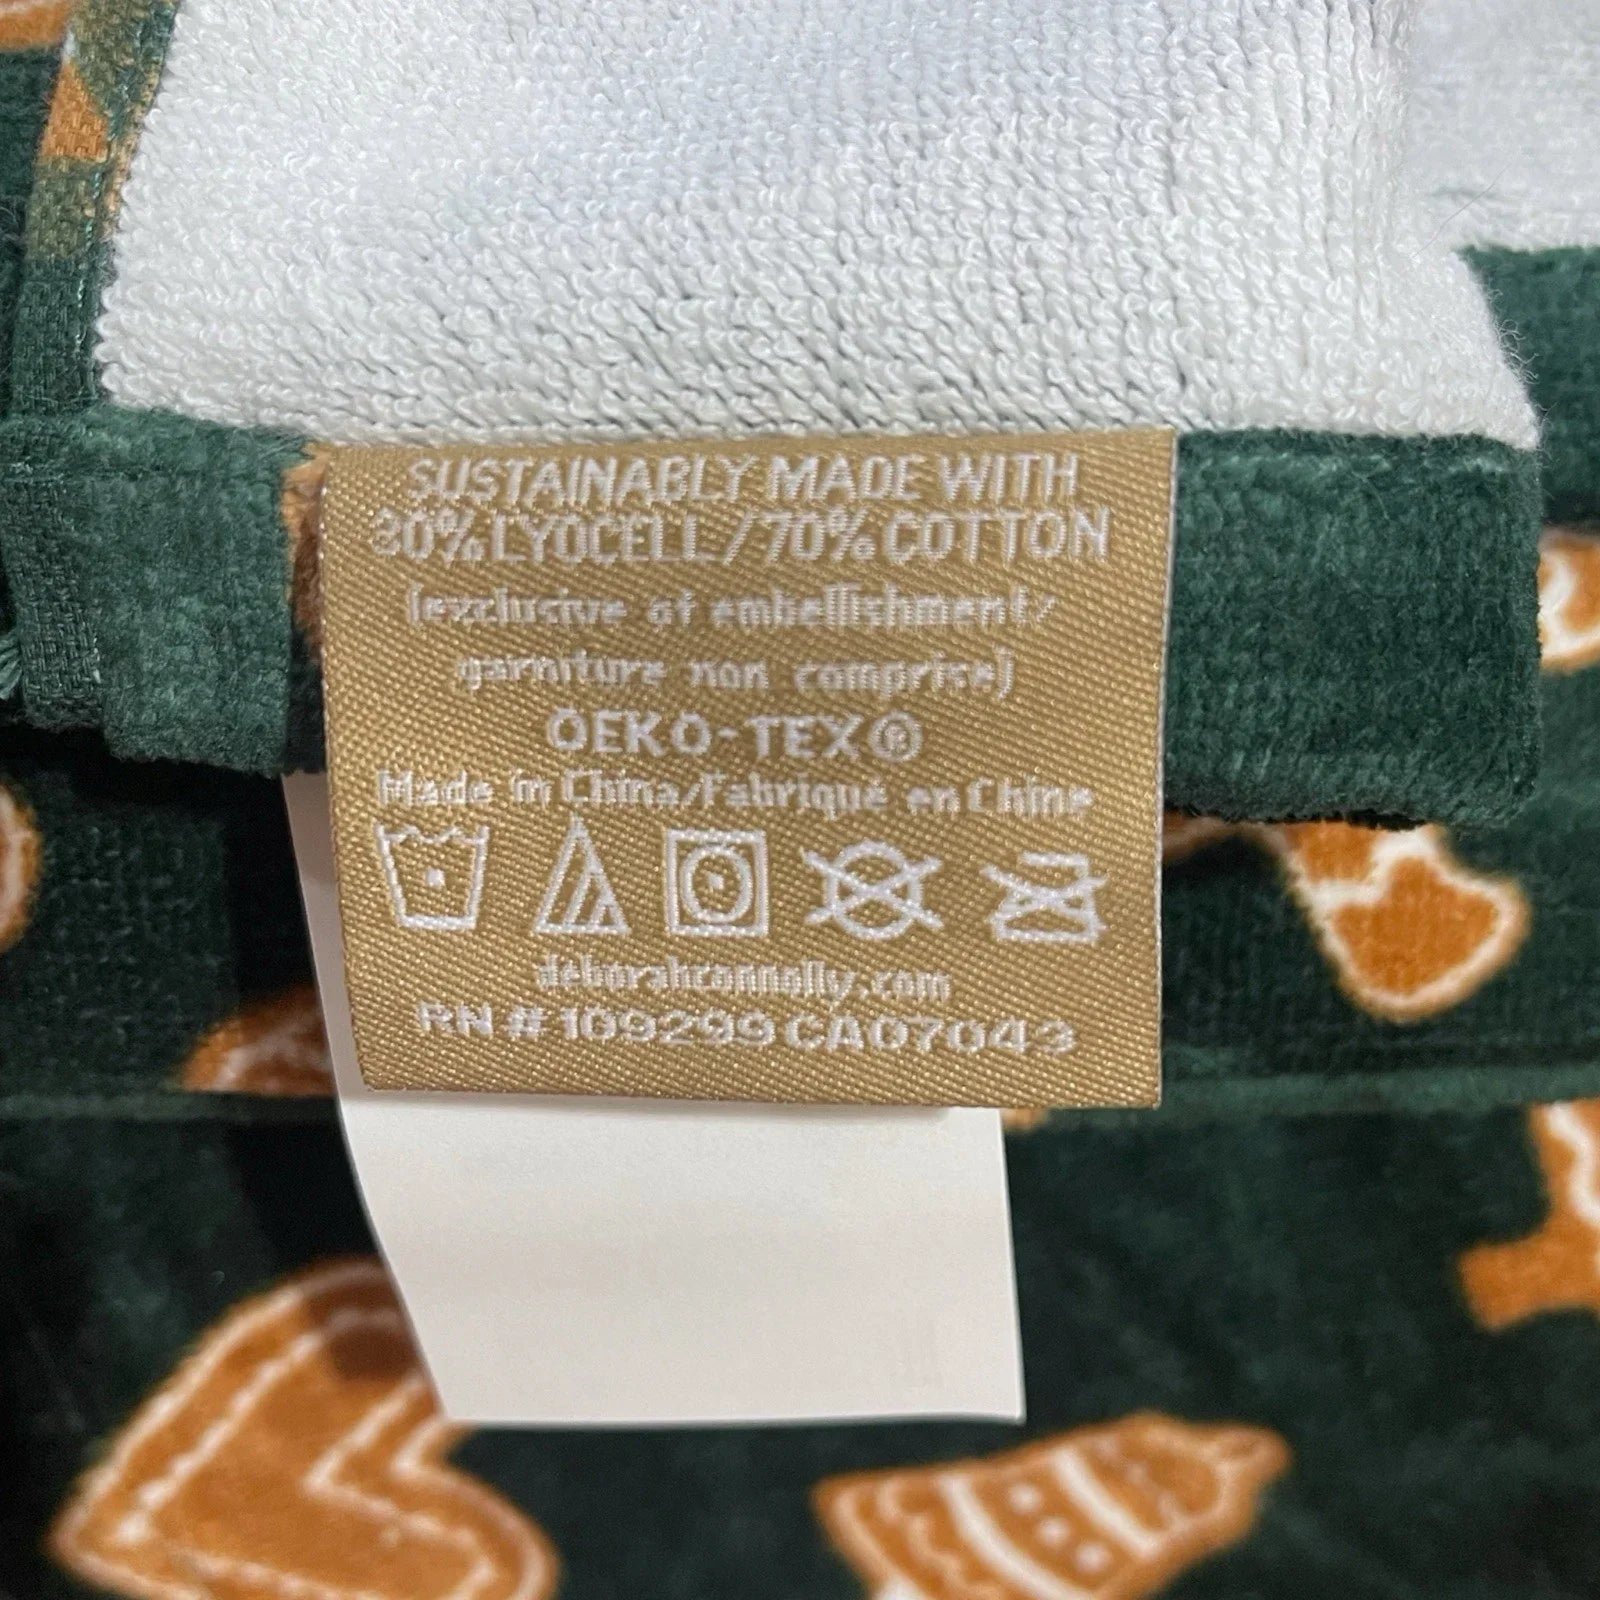 SUSTAINABLY MADE WITH
30% LYOCELL / 70% COTTON
(exclusive of embellishment/
garniture non comprise)
OEKO-TEX®
Made in China/Fabriqué en Chine
deborahconnolly.com
RN # 109299 CA07043